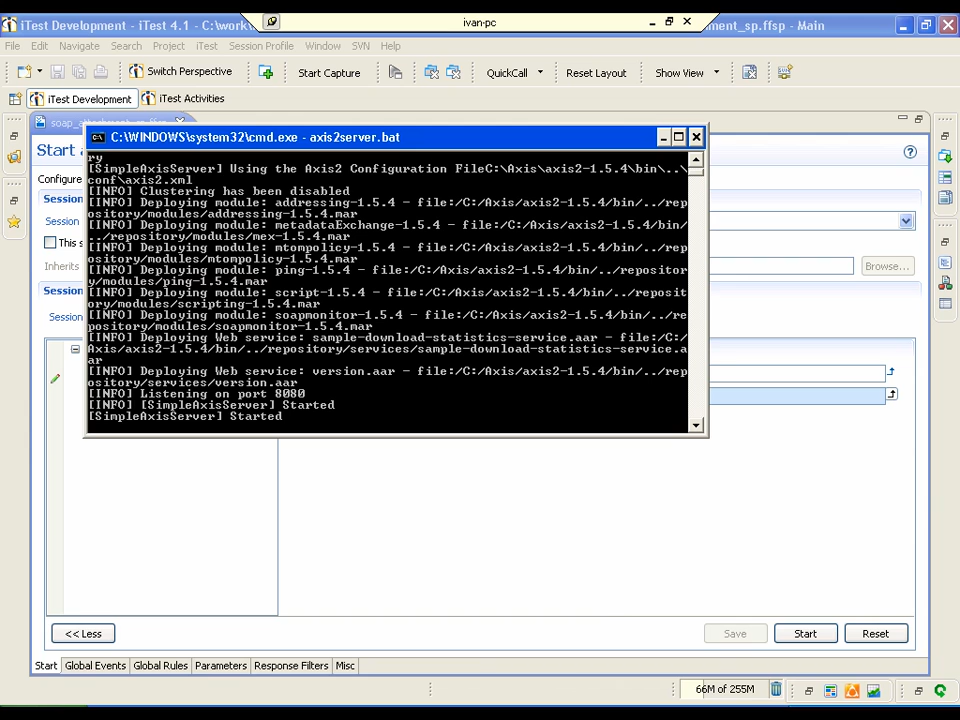 iTest Development - iTest 4.1 - C:\work
ivan-pc
ment_sp.ffsp - Main
File Edit Navigate Search Project iTest Session Profile Window SVN Help
Switch Perspective Start Capture QuickCall Reset Layout Show View
iTest Development iTest Activities
soap_attachment_sp.ffsp
C:\WINDOWS\system32\cmd.exe - axis2server.bat
ry
[SimpleAxisServer] Using the Axis2 Configuration FileC:\Axis\axis2-1.5.4\bin\..\
conf\axis2.xml
[INFO] Clustering has been disabled
[INFO] Deploying module: addressing-1.5.4 - file:/C:/Axis/axis2-1.5.4/bin/../rep
ository/modules/addressing-1.5.4.mar
[INFO] Deploying module: metadataExchange-1.5.4 - file:/C:/Axis/axis2-1.5.4/bin/
../repository/modules/mex-1.5.4.mar
[INFO] Deploying module: mtompolicy-1.5.4 - file:/C:/Axis/axis2-1.5.4/bin/../rep
ository/modules/mtompolicy-1.5.4.mar
[INFO] Deploying module: ping-1.5.4 - file:/C:/Axis/axis2-1.5.4/bin/../repositor
y/modules/ping-1.5.4.mar
[INFO] Deploying module: script-1.5.4 - file:/C:/Axis/axis2-1.5.4/bin/../reposit
ory/modules/scripting-1.5.4.mar
[INFO] Deploying module: soapmonitor-1.5.4 - file:/C:/Axis/axis2-1.5.4/bin/../re
pository/modules/soapmonitor-1.5.4.mar
[INFO] Deploying Web service: sample-download-statistics-service.aar - file:/C:/
Axis/axis2-1.5.4/bin/../repository/services/sample-download-statistics-service.a
ar
[INFO] Deploying Web service: version.aar - file:/C:/Axis/axis2-1.5.4/bin/../rep
ository/services/version.aar
[INFO] Listening on port 8080
[INFO] [SimpleAxisServer] Started
[SimpleAxisServer] Started
Start a
Configure
Session
Session
This s
Inherits
Browse...
Session
Session
<< Less Save Start Reset
Start Global Events Global Rules Parameters Response Filters Misc
66M of 255M